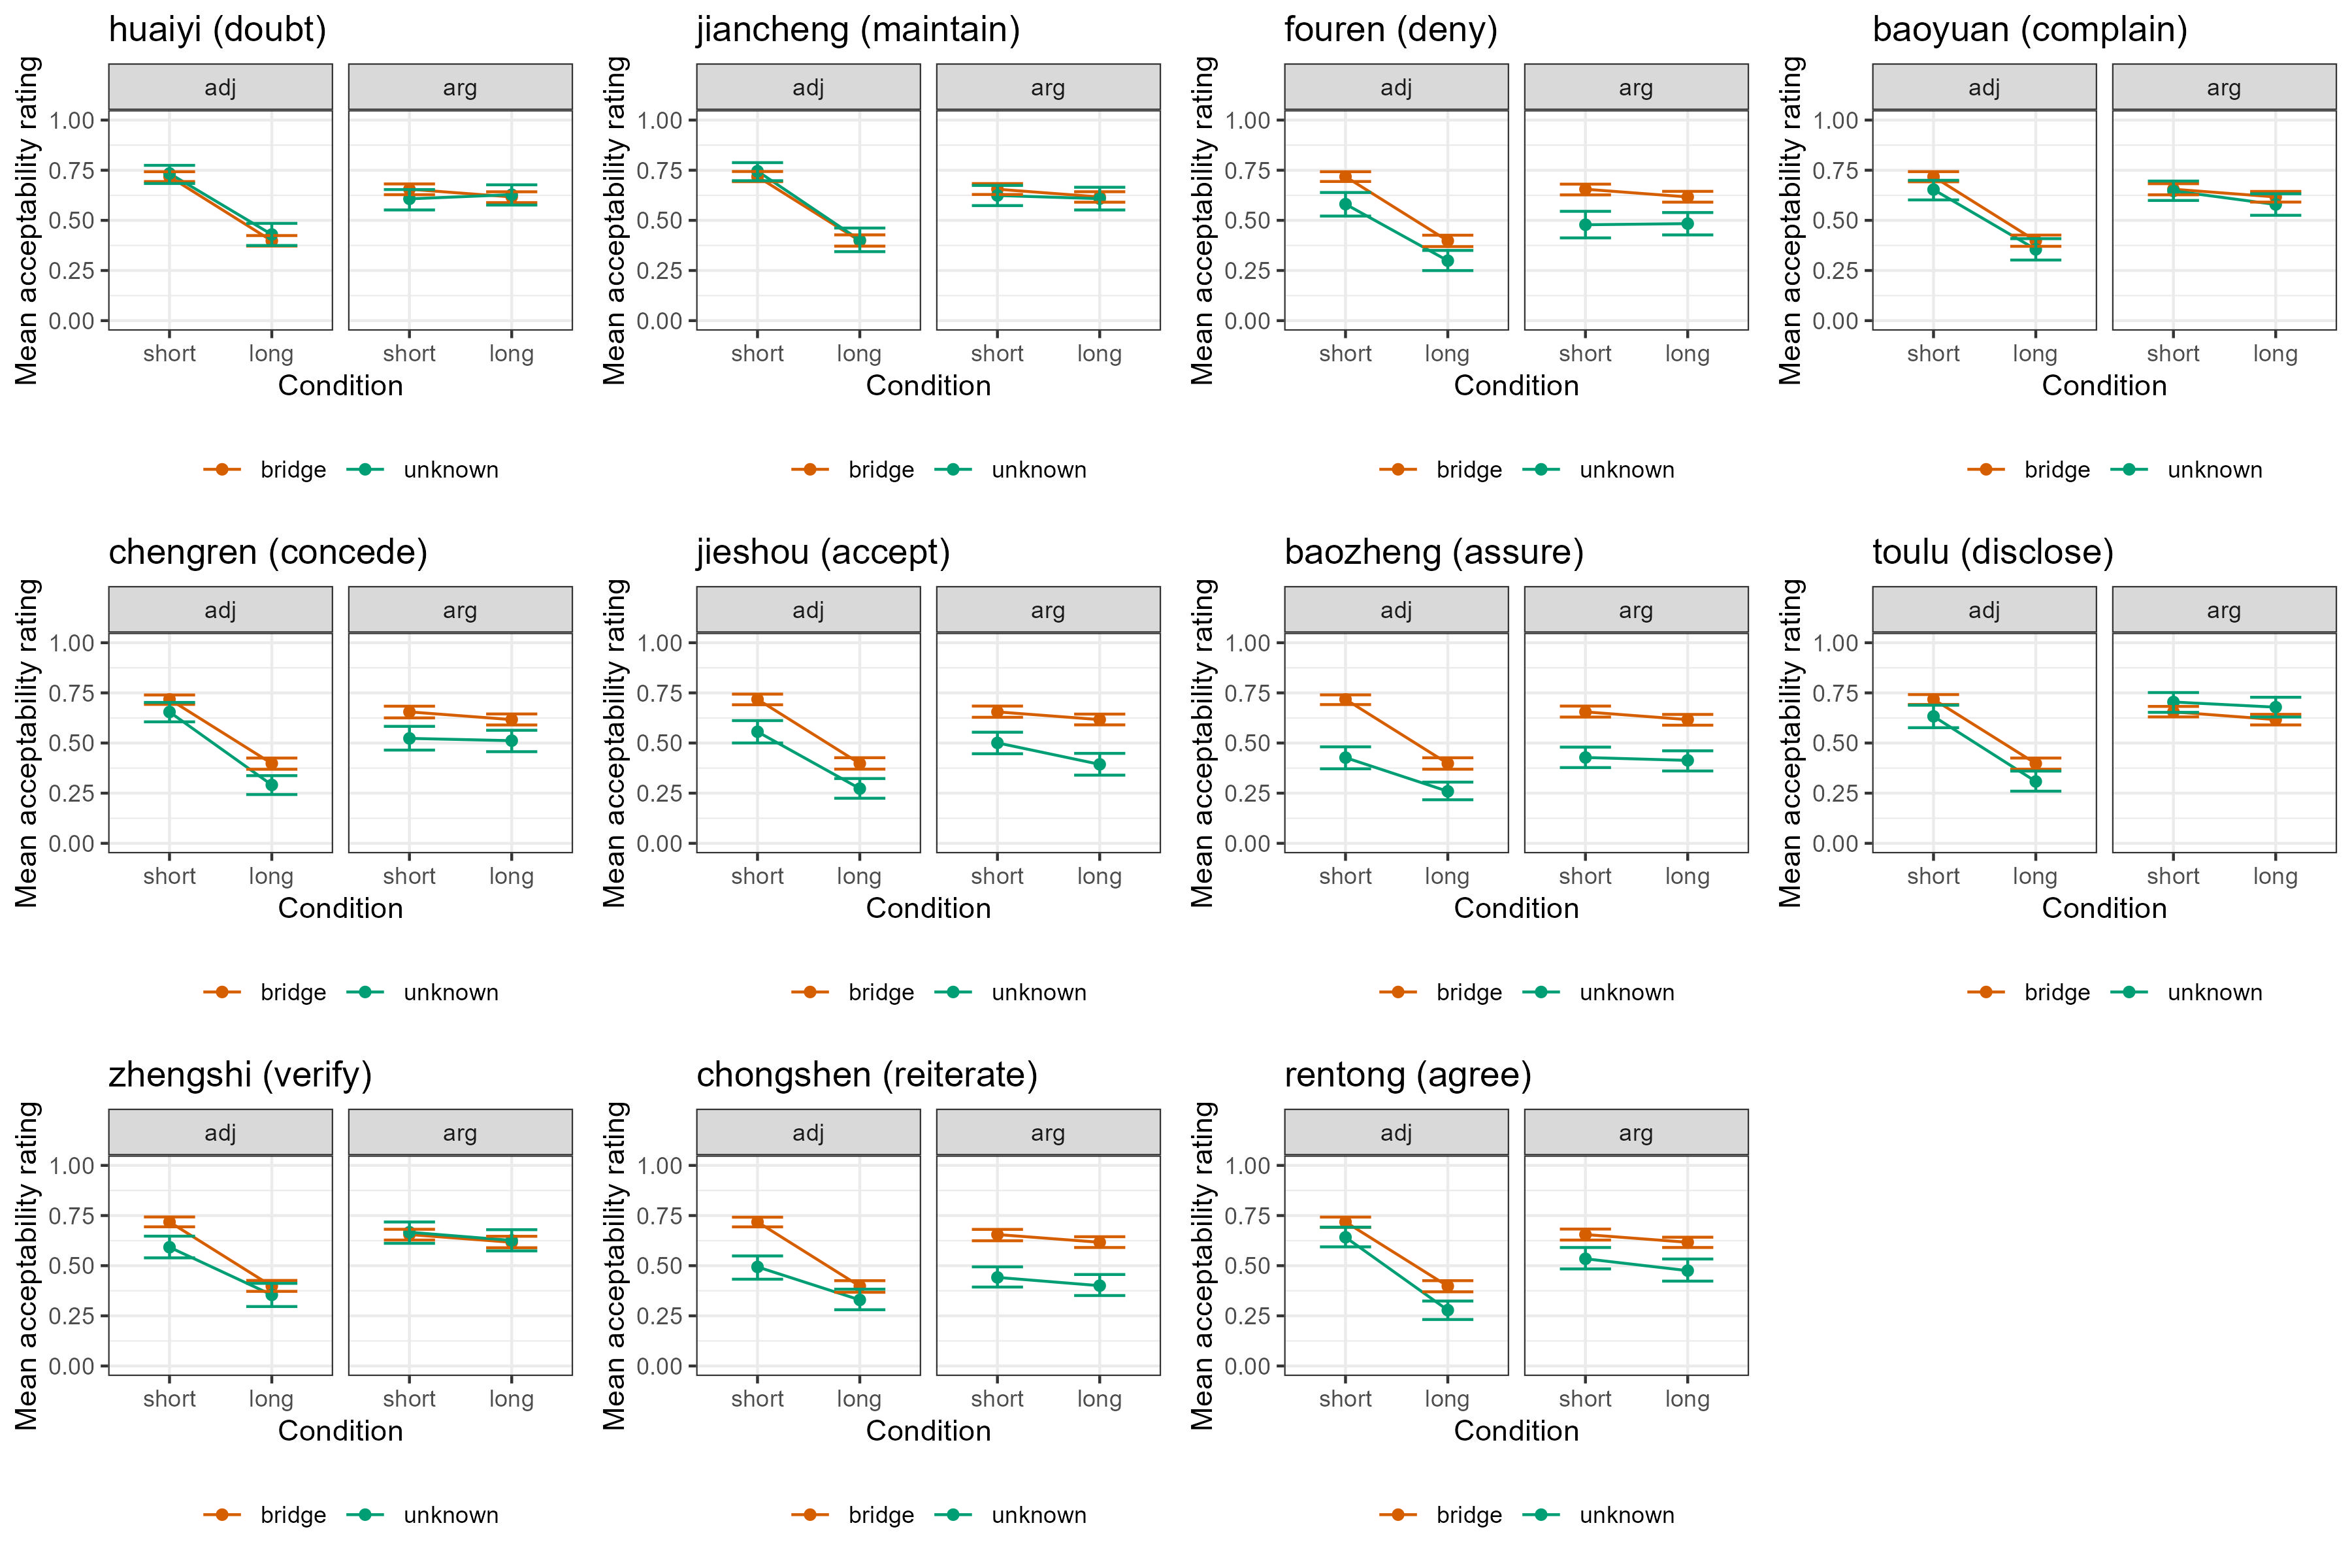 huaiyi (doubt)
adj
arg
Mean acceptability rating
1.00
0.75
0.50
0.25
0.00
short
long
short
long
Condition
bridge
unknown
jiancheng (maintain)
adj
arg
Mean acceptability rating
1.00
0.75
0.50
0.25
0.00
short
long
short
long
Condition
bridge
unknown
fouren (deny)
adj
arg
Mean acceptability rating
1.00
0.75
0.50
0.25
0.00
short
long
short
long
Condition
bridge
unknown
baoyuan (complain)
adj
arg
Mean acceptability rating
1.00
0.75
0.50
0.25
0.00
short
long
short
long
Condition
bridge
unknown
chengren (concede)
adj
arg
Mean acceptability rating
1.00
0.75
0.50
0.25
0.00
short
long
short
long
Condition
bridge
unknown
jieshou (accept)
adj
arg
Mean acceptability rating
1.00
0.75
0.50
0.25
0.00
short
long
short
long
Condition
bridge
unknown
baozheng (assure)
adj
arg
Mean acceptability rating
1.00
0.75
0.50
0.25
0.00
short
long
short
long
Condition
bridge
unknown
toulu (disclose)
adj
arg
Mean acceptability rating
1.00
0.75
0.50
0.25
0.00
short
long
short
long
Condition
bridge
unknown
zhengshi (verify)
adj
arg
Mean acceptability rating
1.00
0.75
0.50
0.25
0.00
short
long
short
long
Condition
bridge
unknown
chongshen (reiterate)
adj
arg
Mean acceptability rating
1.00
0.75
0.50
0.25
0.00
short
long
short
long
Condition
bridge
unknown
rentong (agree)
adj
arg
Mean acceptability rating
1.00
0.75
0.50
0.25
0.00
short
long
short
long
Condition
bridge
unknown